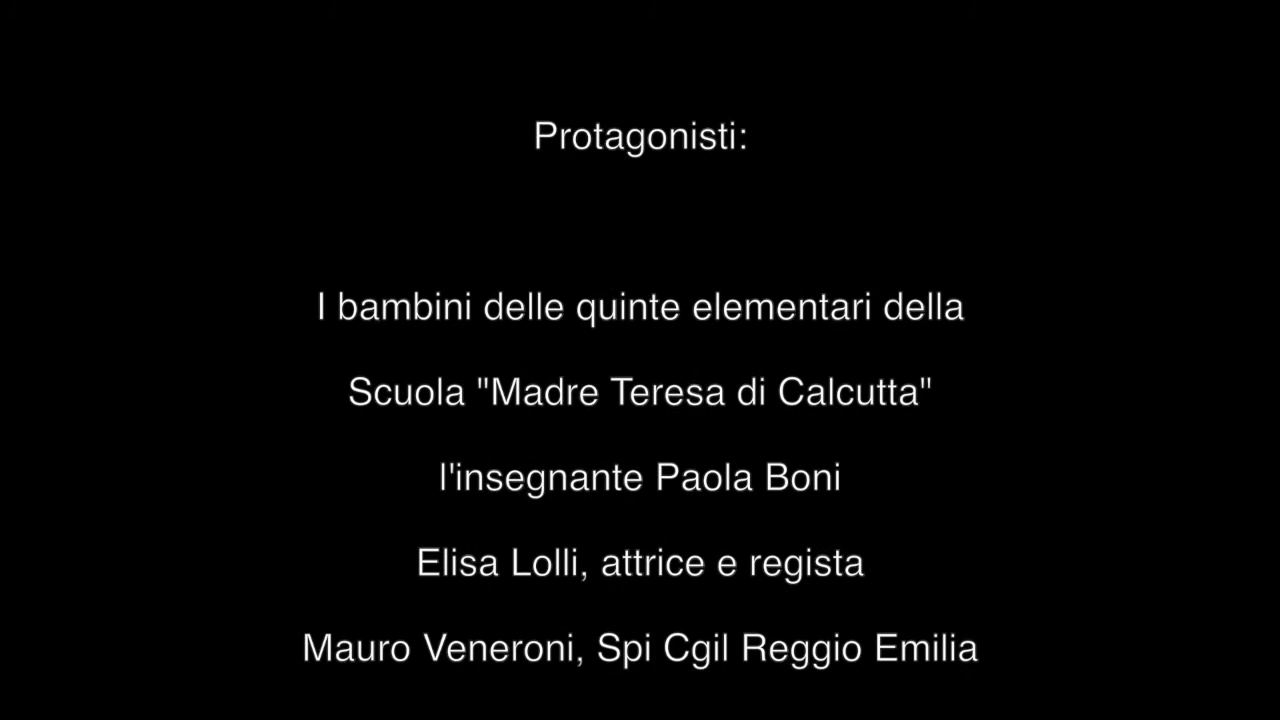 Protagonisti:
I bambini delle quinte elementari della
Scuola "Madre Teresa di Calcutta"
l'insegnante Paola Boni
Elisa Lolli, attrice e regista
Mauro Veneroni, Spi Cgil Reggio Emilia